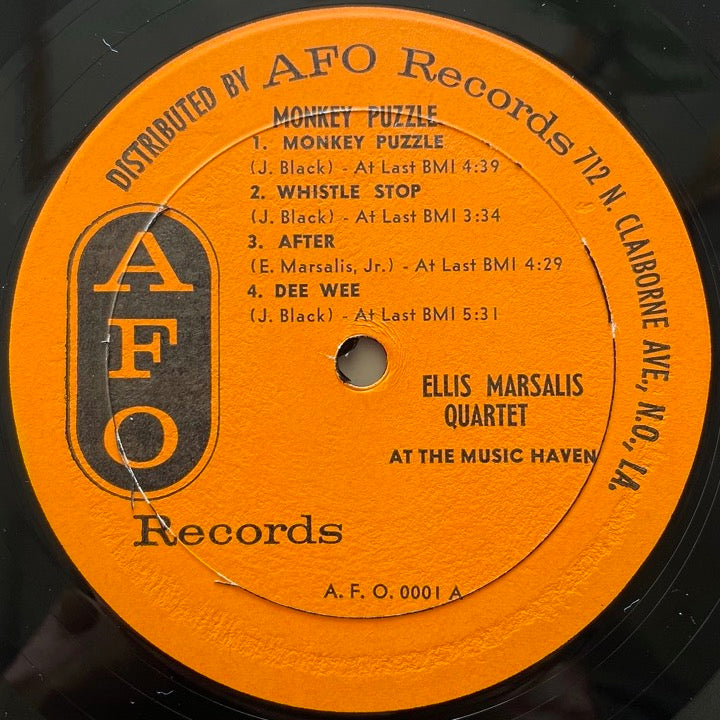 DISTRIBUTED BY AFO Records 712 N. CLAIBORNE AVE., N.O., LA.
MONKEY PUZZLE
1. MONKEY PUZZLE
(J. Black) - At Last BMI 4:39
2. WHISTLE STOP
(J. Black) - At Last BMI 3:34
3. AFTER
(E. Marsalis, Jr.) - At Last BMI 4:29
4. DEE WEE
(J. Black) - At Last BMI 5:31
AFO
Records
ELLIS MARSALIS
QUARTET
AT THE MUSIC HAVEN
A. F. O. 0001 A